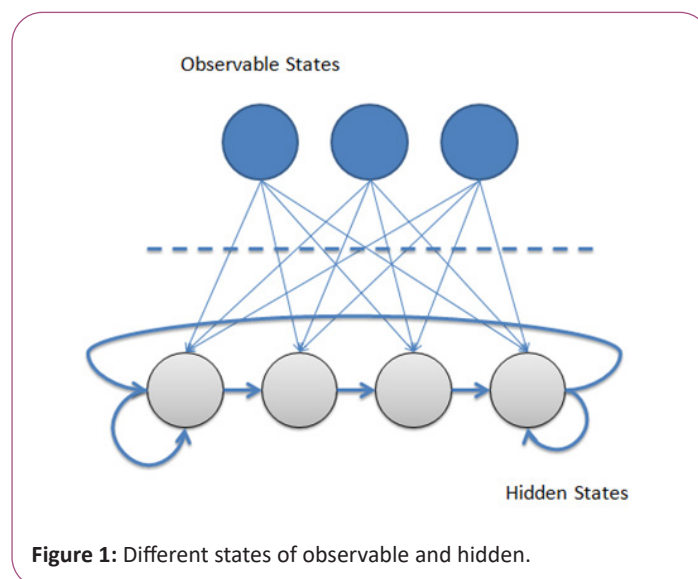 Observable States
Hidden States
Figure 1: Different states of observable and hidden.